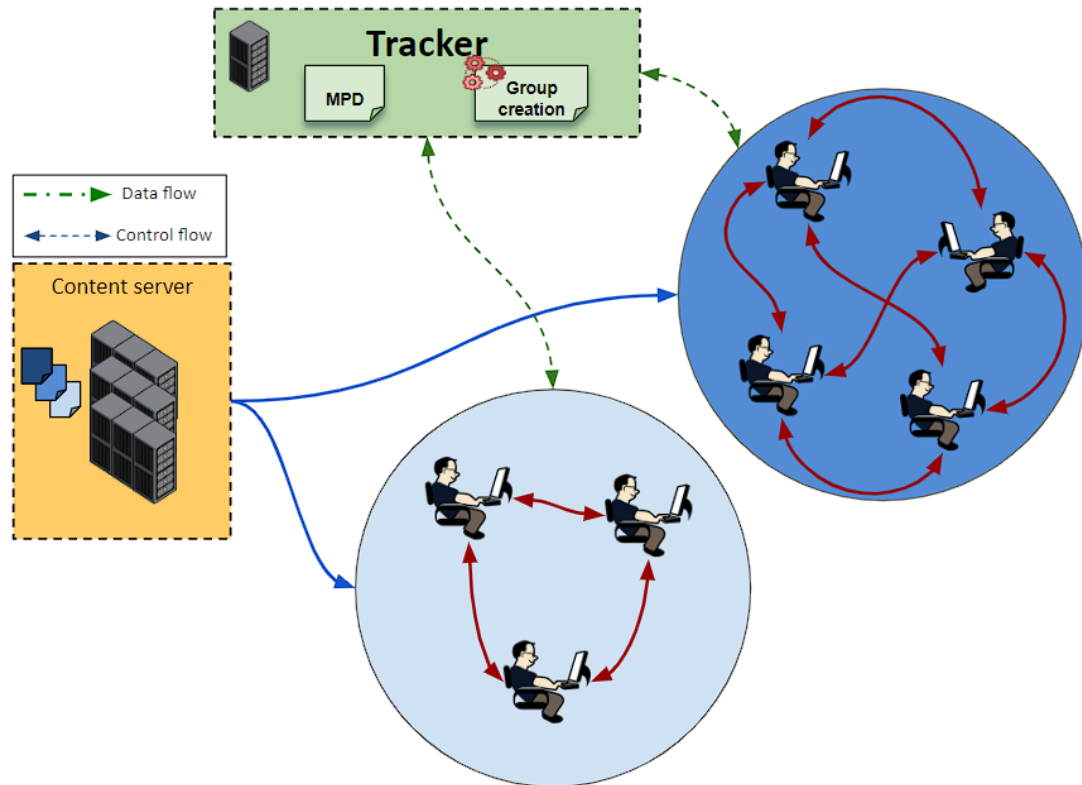 Tracker
MPD
Group
creation
Data flow
Control flow
Content server